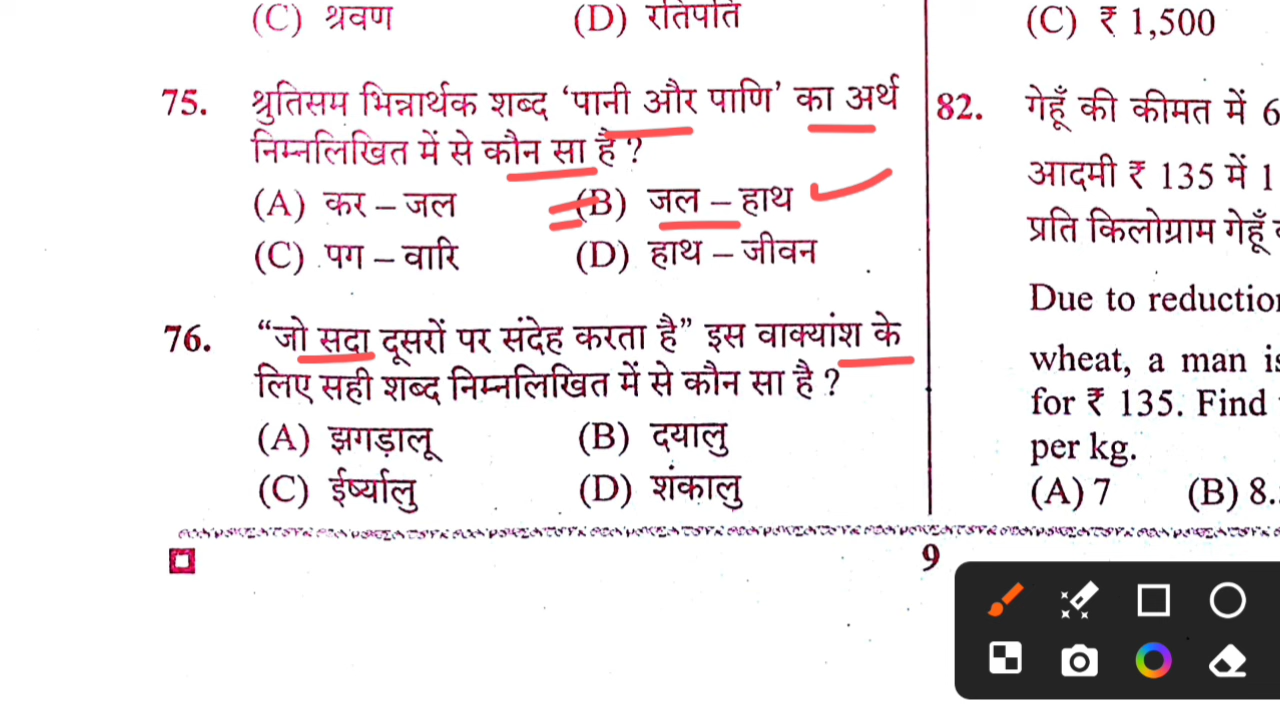 (C) श्रवण (D) रतिपति
75. श्रुतिसम भिन्नार्थक शब्द ‘पानी और पाणि’ का अर्थ
निम्नलिखित में से कौन सा है ?
(A) कर – जल (B) जल – हाथ
(C) पग – वारि (D) हाथ – जीवन
76. “जो सदा दूसरों पर संदेह करता है” इस वाक्यांश के
लिए सही शब्द निम्नलिखित में से कौन सा है ?
(A) झगड़ालू (B) दयालु
(C) ईर्ष्यालु (D) शंकालु
9
(C) ₹ 1,500
82. गेहूँ की कीमत में 6
आदमी ₹ 135 में 1
प्रति किलोग्राम गेहूँ
Due to reduction
wheat, a man is
for ₹ 135. Find
per kg.
(A) 7 (B) 8.